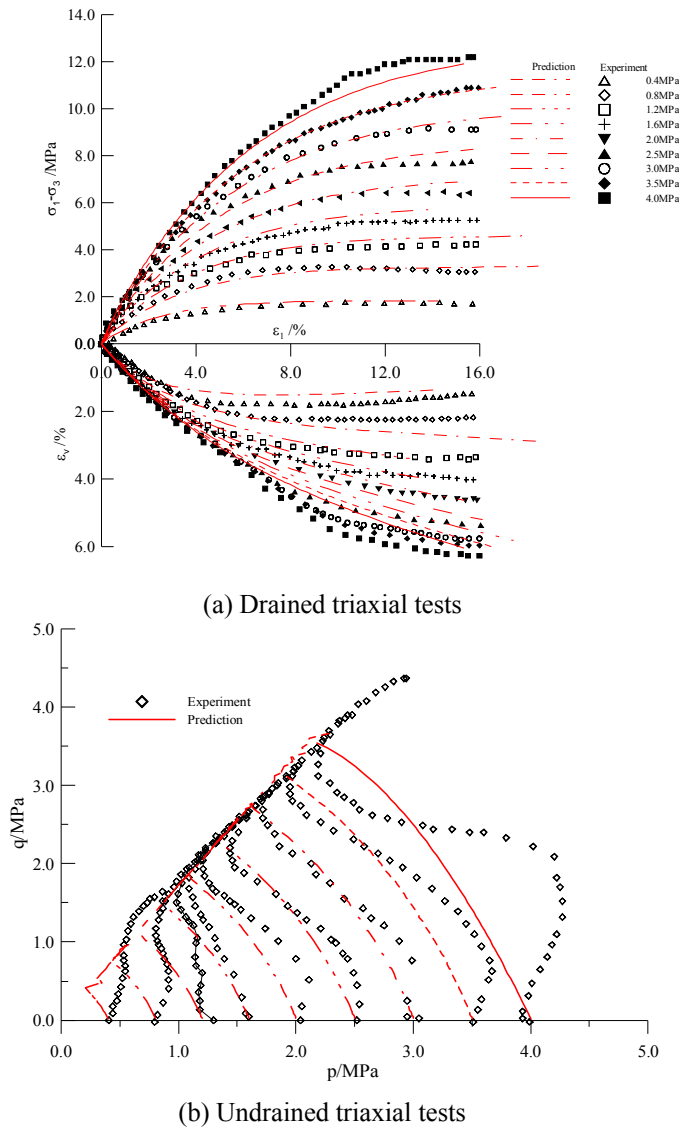 12.0
10.0
8.0
6.0
4.0
2.0
0.0
2.0
4.0
6.0
σ1-σ3 /MPa
εv /%
ε1 /%
0.0 4.0 8.0 12.0 16.0
Prediction Experiment
0.4MPa
0.8MPa
1.2MPa
1.6MPa
2.0MPa
2.5MPa
3.0MPa
3.5MPa
4.0MPa
(a) Drained triaxial tests
5.0
4.0
3.0
2.0
1.0
0.0
q/MPa
Experiment
Prediction
0.0 1.0 2.0 3.0 4.0 5.0
p/MPa
(b) Undrained triaxial tests